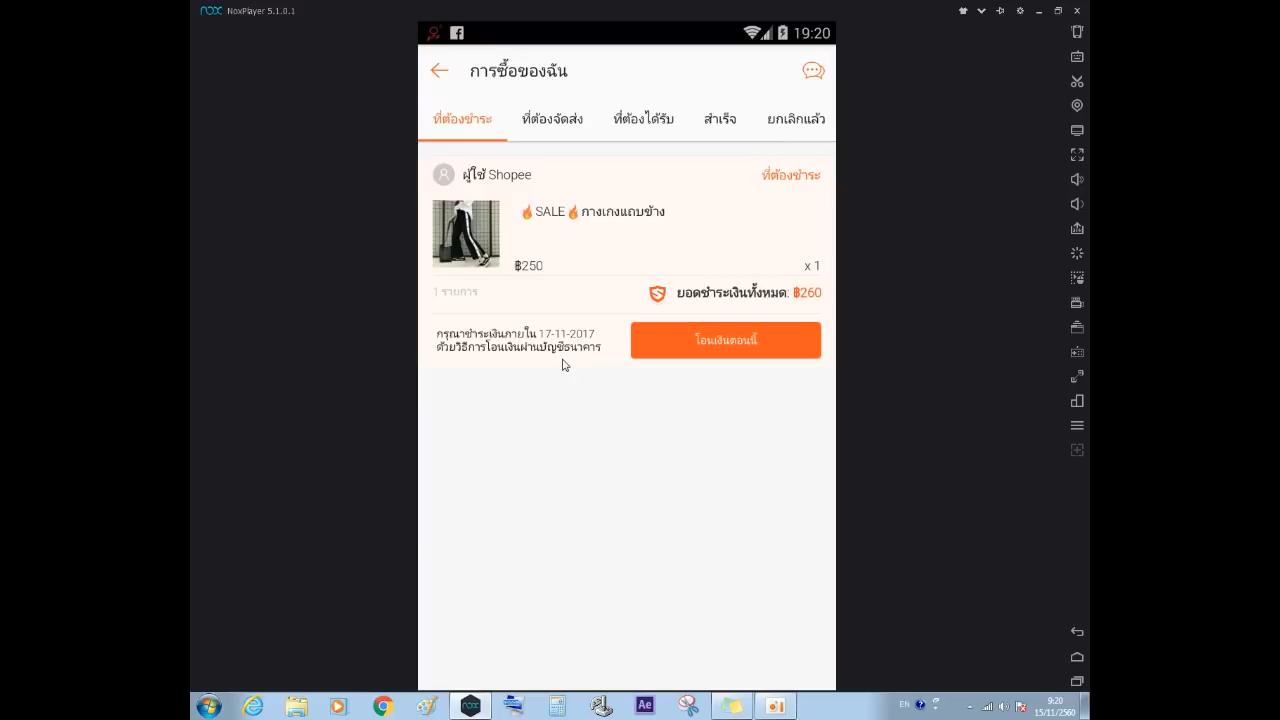 nox NoxPlayer 5.1.0.1
19:20
การซื้อของฉัน
ที่ต้องชำระ ที่ต้องจัดส่ง ที่ต้องได้รับ สำเร็จ ยกเลิกแล้ว
ผู้ใช้ Shopee ที่ต้องชำระ
🔥SALE🔥กางเกงแถบข้าง
฿250 x 1
1 รายการ ยอดชำระเงินทั้งหมด: ฿260
กรุณาชำระเงินภายใน 17-11-2017
ด้วยวิธีการโอนเงินผ่านบัญชีธนาคาร
โอนเงินตอนนี้
nox Ae EN 9:20
15/11/2560